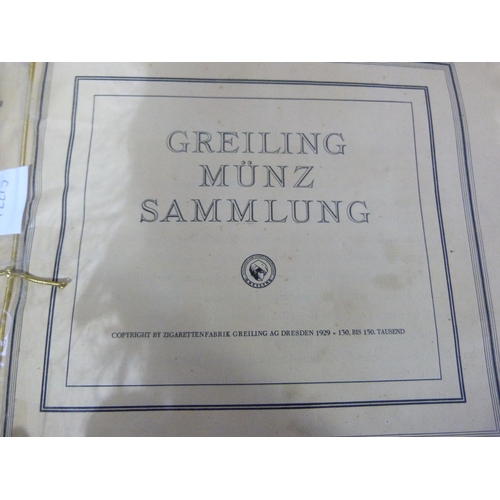 GREILING
MÜNZ
SAMMLUNG
COPYRIGHT BY ZIGARETTENFABRIK GREILING AG DRESDEN 1929 • 130. BIS 150. TAUSEND